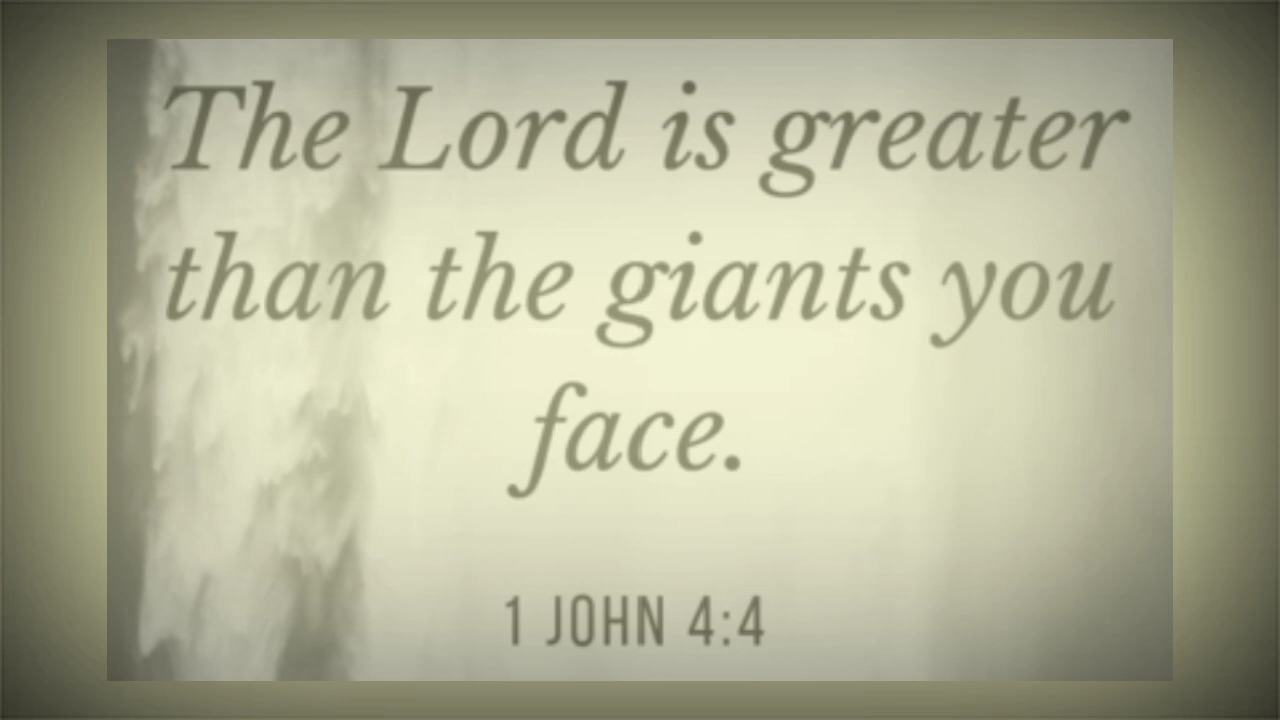 The Lord is greater
than the giants you
face.
1 JOHN 4:4